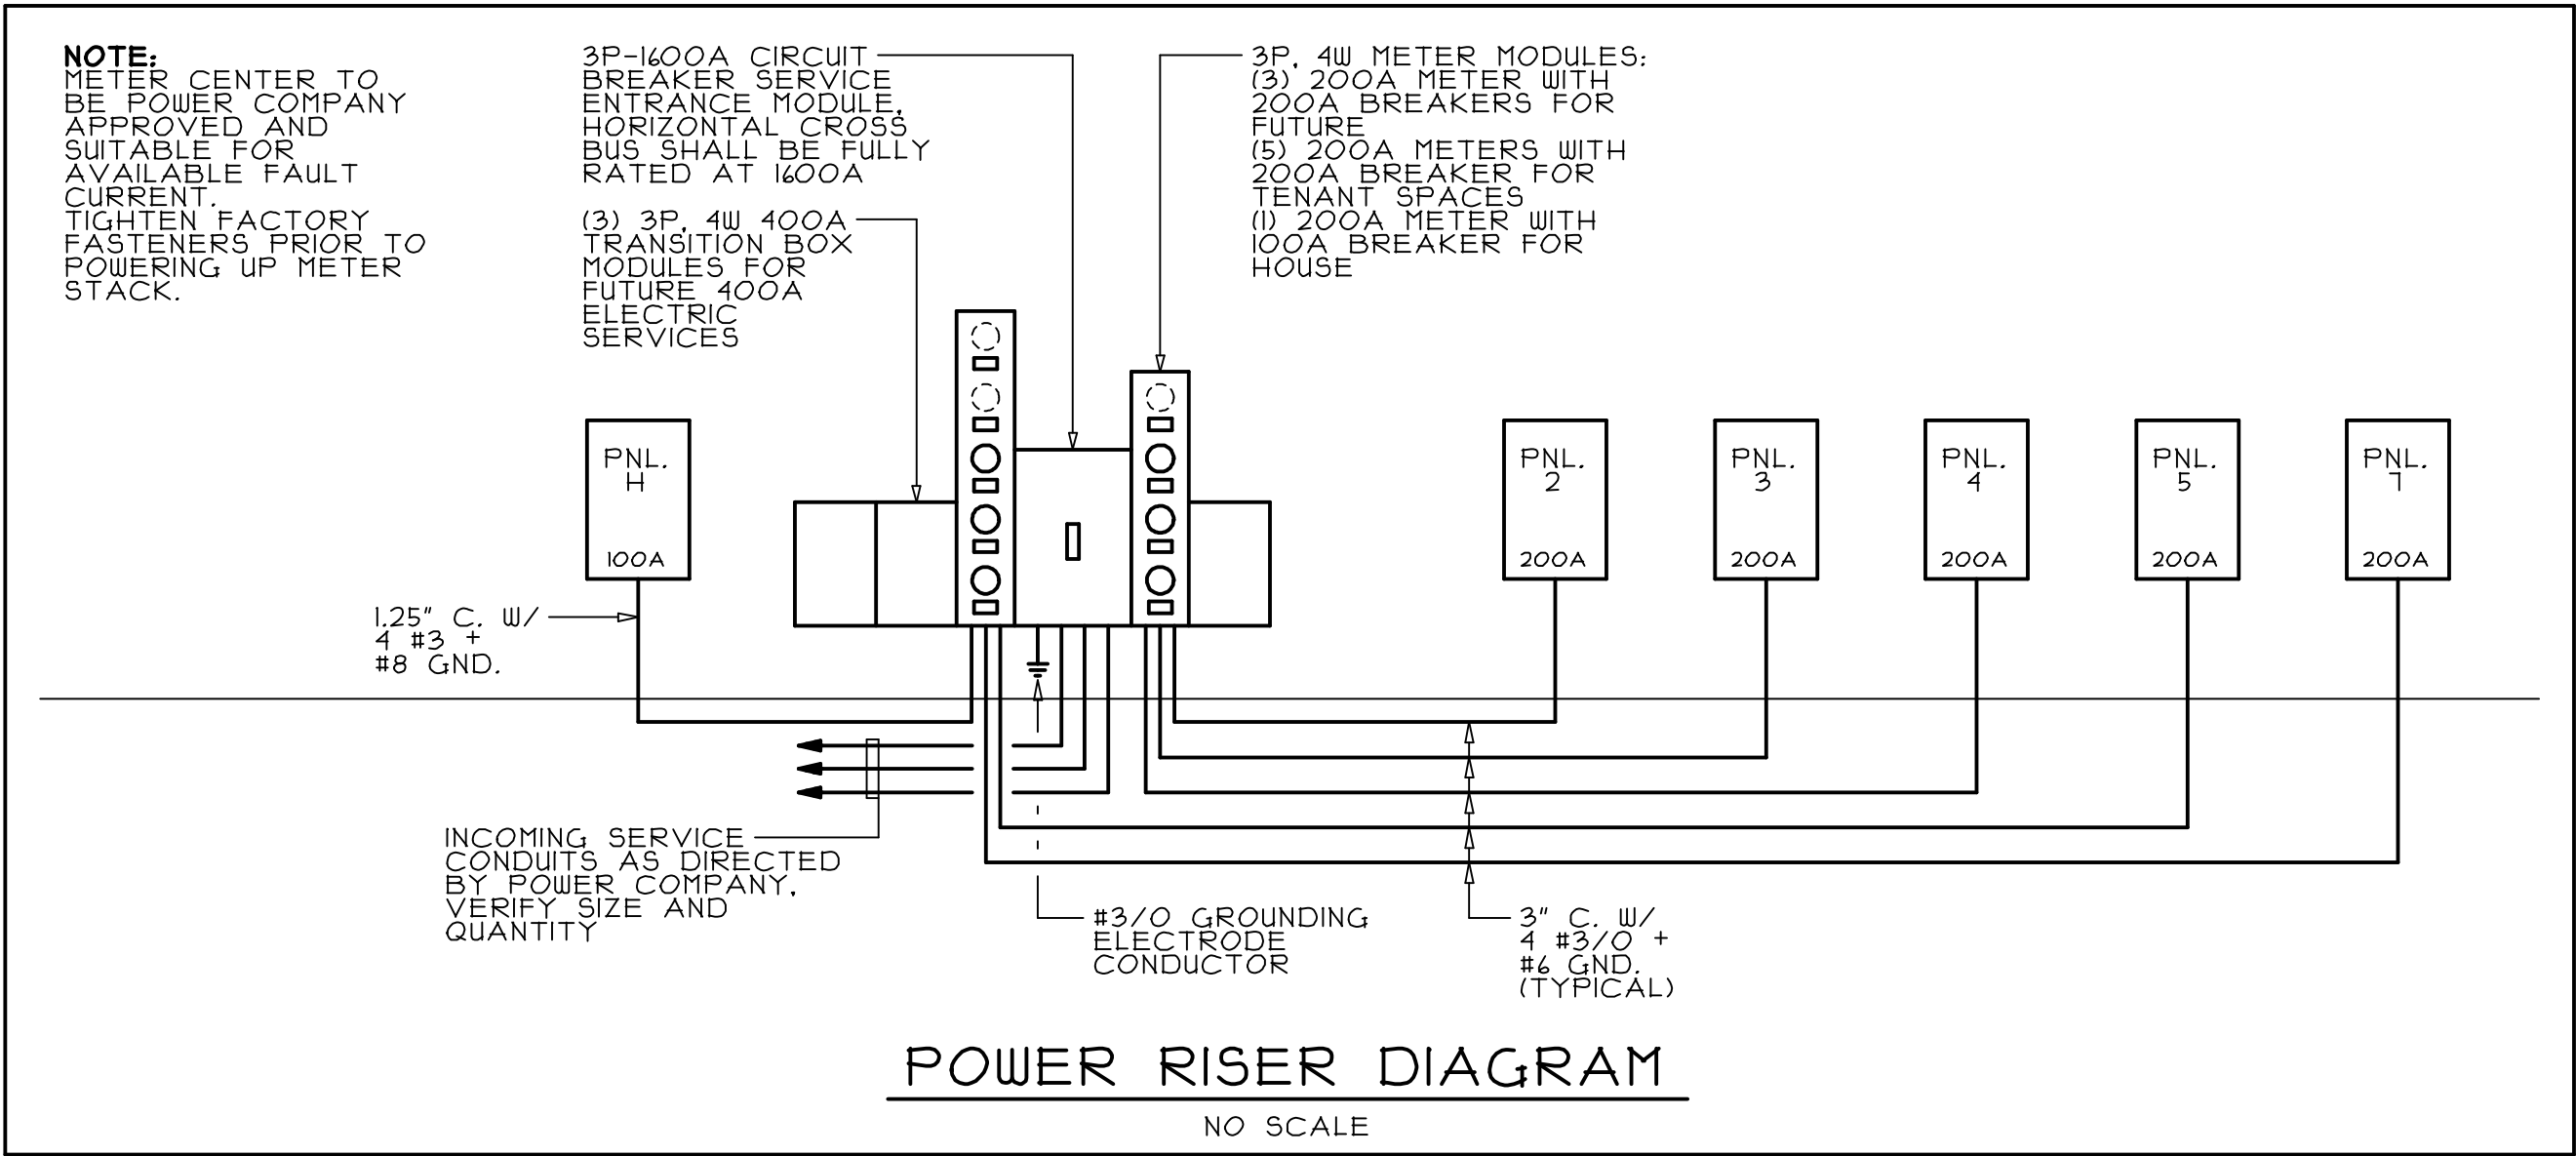 NOTE:
METER CENTER TO
BE POWER COMPANY
APPROVED AND
SUITABLE FOR
AVAILABLE FAULT
CURRENT.
TIGHTEN FACTORY
FASTENERS PRIOR TO
POWERING UP METER
STACK.
3P-1600A CIRCUIT
BREAKER SERVICE
ENTRANCE MODULE,
HORIZONTAL CROSS
BUS SHALL BE FULLY
RATED AT 1600A
(3) 3P, 4W 400A
TRANSITION BOX
MODULES FOR
FUTURE 400A
ELECTRIC
SERVICES
3P, 4W METER MODULES:
(3) 200A METER WITH
200A BREAKERS FOR
FUTURE
(5) 200A METERS WITH
200A BREAKER FOR
TENANT SPACES
(1) 200A METER WITH
100A BREAKER FOR
HOUSE
PNL.
H
100A
PNL.
2
200A
PNL.
3
200A
PNL.
4
200A
PNL.
5
200A
PNL.
7
200A
1.25" C. W/
4 #3 +
#8 GND.
INCOMING SERVICE
CONDUITS AS DIRECTED
BY POWER COMPANY,
VERIFY SIZE AND
QUANTITY
#3/0 GROUNDING
ELECTRODE
CONDUCTOR
3" C. W/
4 #3/0 +
#6 GND.
(TYPICAL)
POWER RISER DIAGRAM
NO SCALE